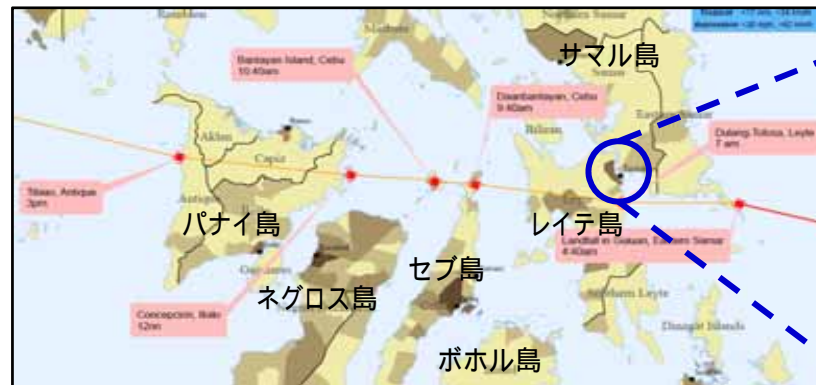 Northern Samar
サマル島
Samar
Bantayan Island, Cebu
10:40am
Daanbantayan, Cebu
9:40am
Eastern Samar
Biliran
Aklan
Capiz
Dulang-Tolosa, Leyte
7 am
Tibiao, Antique
3pm
パナイ島
レイテ島
Landfall in Guiuan, Eastern Samar
4:40am
セブ島
ネグロス島
Concepcion, Iloilo
12nn
Southern Leyte
Dinagat Islands
ボホル島